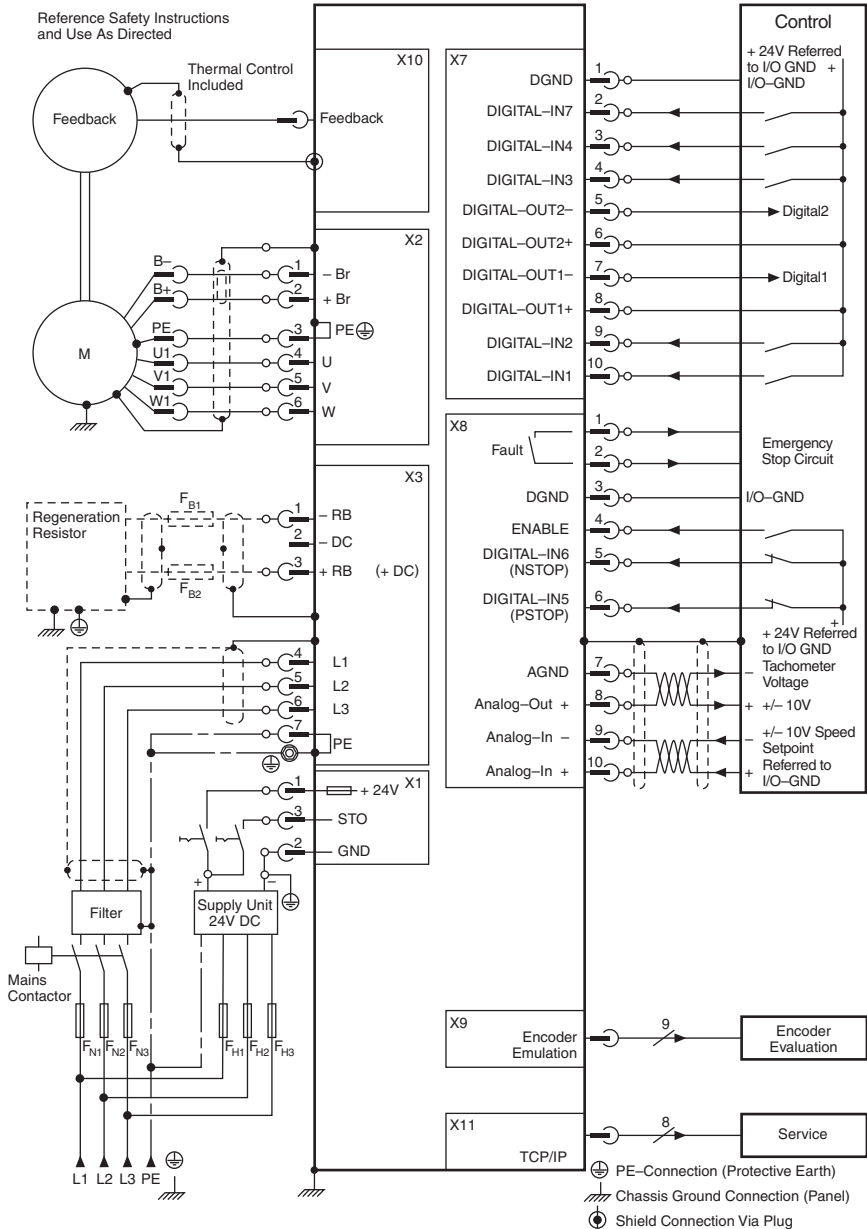 Reference Safety Instructions
and Use As Directed
Thermal Control
Included
X10
Feedback
Feedback
X2
B–
1
– Br
B+
2
+ Br
PE
3
PE
M
U1
4
U
V1
5
V
W1
6
W
X3
Regeneration
Resistor
FB1
1
– RB
2
– DC
3
+ RB
(+ DC)
FB2
4
L1
5
L2
6
L3
7
PE
X1
1
+ 24V
3
STO
2
GND
+
–
Filter
Supply Unit
24V DC
Mains
Contactor
FN1
FN2
FN3
FH1
FH2
FH3
L1
L2
L3
PE
X7
DGND
1
DIGITAL–IN7
2
DIGITAL–IN4
3
DIGITAL–IN3
4
DIGITAL–OUT2–
5
Digital2
DIGITAL–OUT2+
6
DIGITAL–OUT1–
7
Digital1
DIGITAL–OUT1+
8
DIGITAL–IN2
9
DIGITAL–IN1
10
Control
+ 24V Referred
to I/O GND +
I/O–GND
X8
Fault
1
2
Emergency
Stop Circuit
DGND
3
I/O–GND
ENABLE
4
DIGITAL–IN6
(NSTOP)
5
DIGITAL–IN5
(PSTOP)
6
+
+ 24V Referred
to I/O GND
AGND
7
–
Tachometer
Voltage
Analog–Out +
8
+
+/– 10V
Analog–In –
9
–
+/– 10V Speed
Setpoint
Referred to
I/O–GND
Analog–In +
10
+
X9
Encoder
Emulation
9
Encoder
Evaluation
X11
TCP/IP
8
Service
PE–Connection (Protective Earth)
Chassis Ground Connection (Panel)
Shield Connection Via Plug